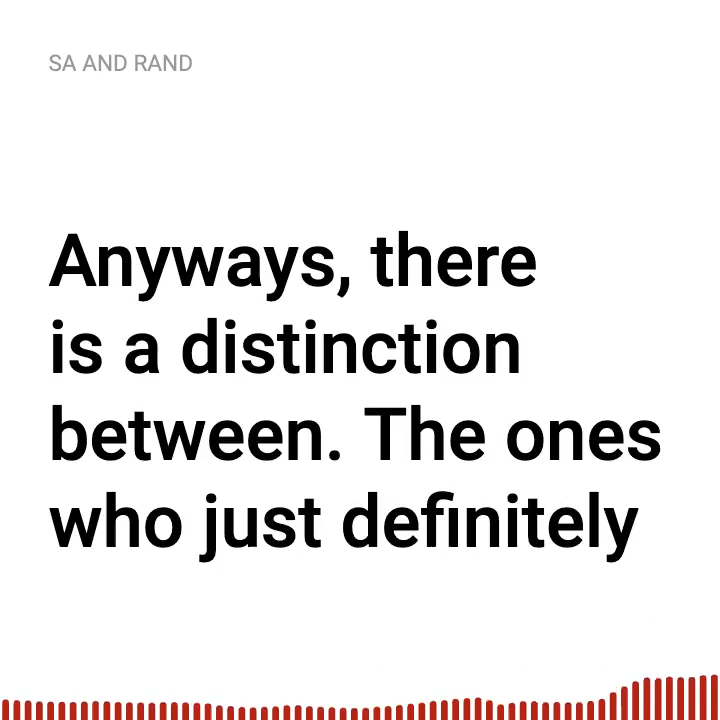 SA AND RAND
Anyways, there
is a distinction
between. The ones
who just definitely